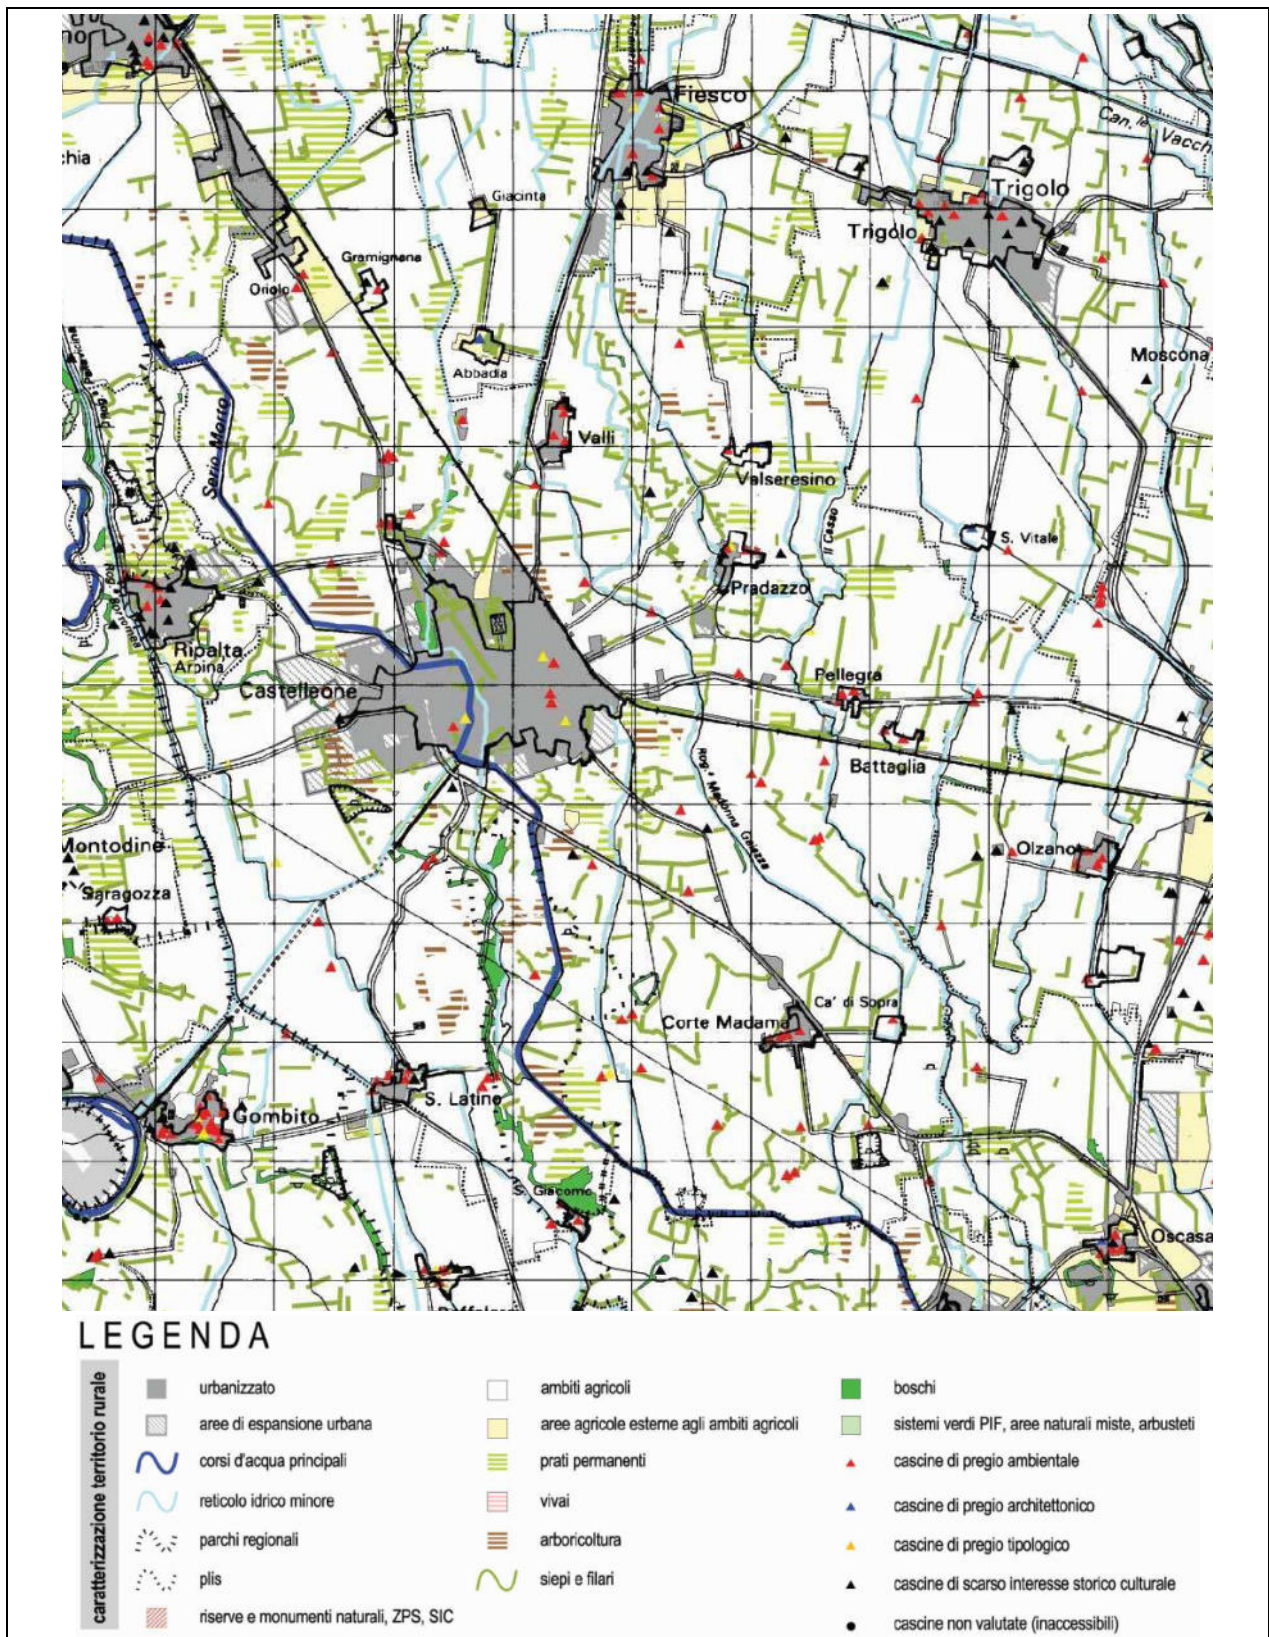 no
Fiesco
Can.le Vacch
chia
Giacinta
Trigolo
Trigolo
Gramignana
Oriolo
Abbadia
Moscona
Serio Morto
Valli
Valseresino
Il Casso
S. Vitale
Pradazzo
Ripalta
Arpina
Castelleone
Pellegra
Battaglia
Rog.a Madonna Gaiazza
Montodine
Olzano
Saragozza
Ca' di Sopra
Corte Madama
S. Latino
Gombito
S. Giacomo
Oscasa
LEGENDA
caratterizzazione territorio rurale
urbanizzato
aree di espansione urbana
corsi d'acqua principali
reticolo idrico minore
parchi regionali
plis
riserve e monumenti naturali, ZPS, SIC
ambiti agricoli
aree agricole esterne agli ambiti agricoli
prati permanenti
vivai
arboricoltura
siepi e filari
boschi
sistemi verdi PIF, aree naturali miste, arbusteti
cascine di pregio ambientale
cascine di pregio architettonico
cascine di pregio tipologico
cascine di scarso interesse storico culturale
cascine non valutate (inaccessibili)